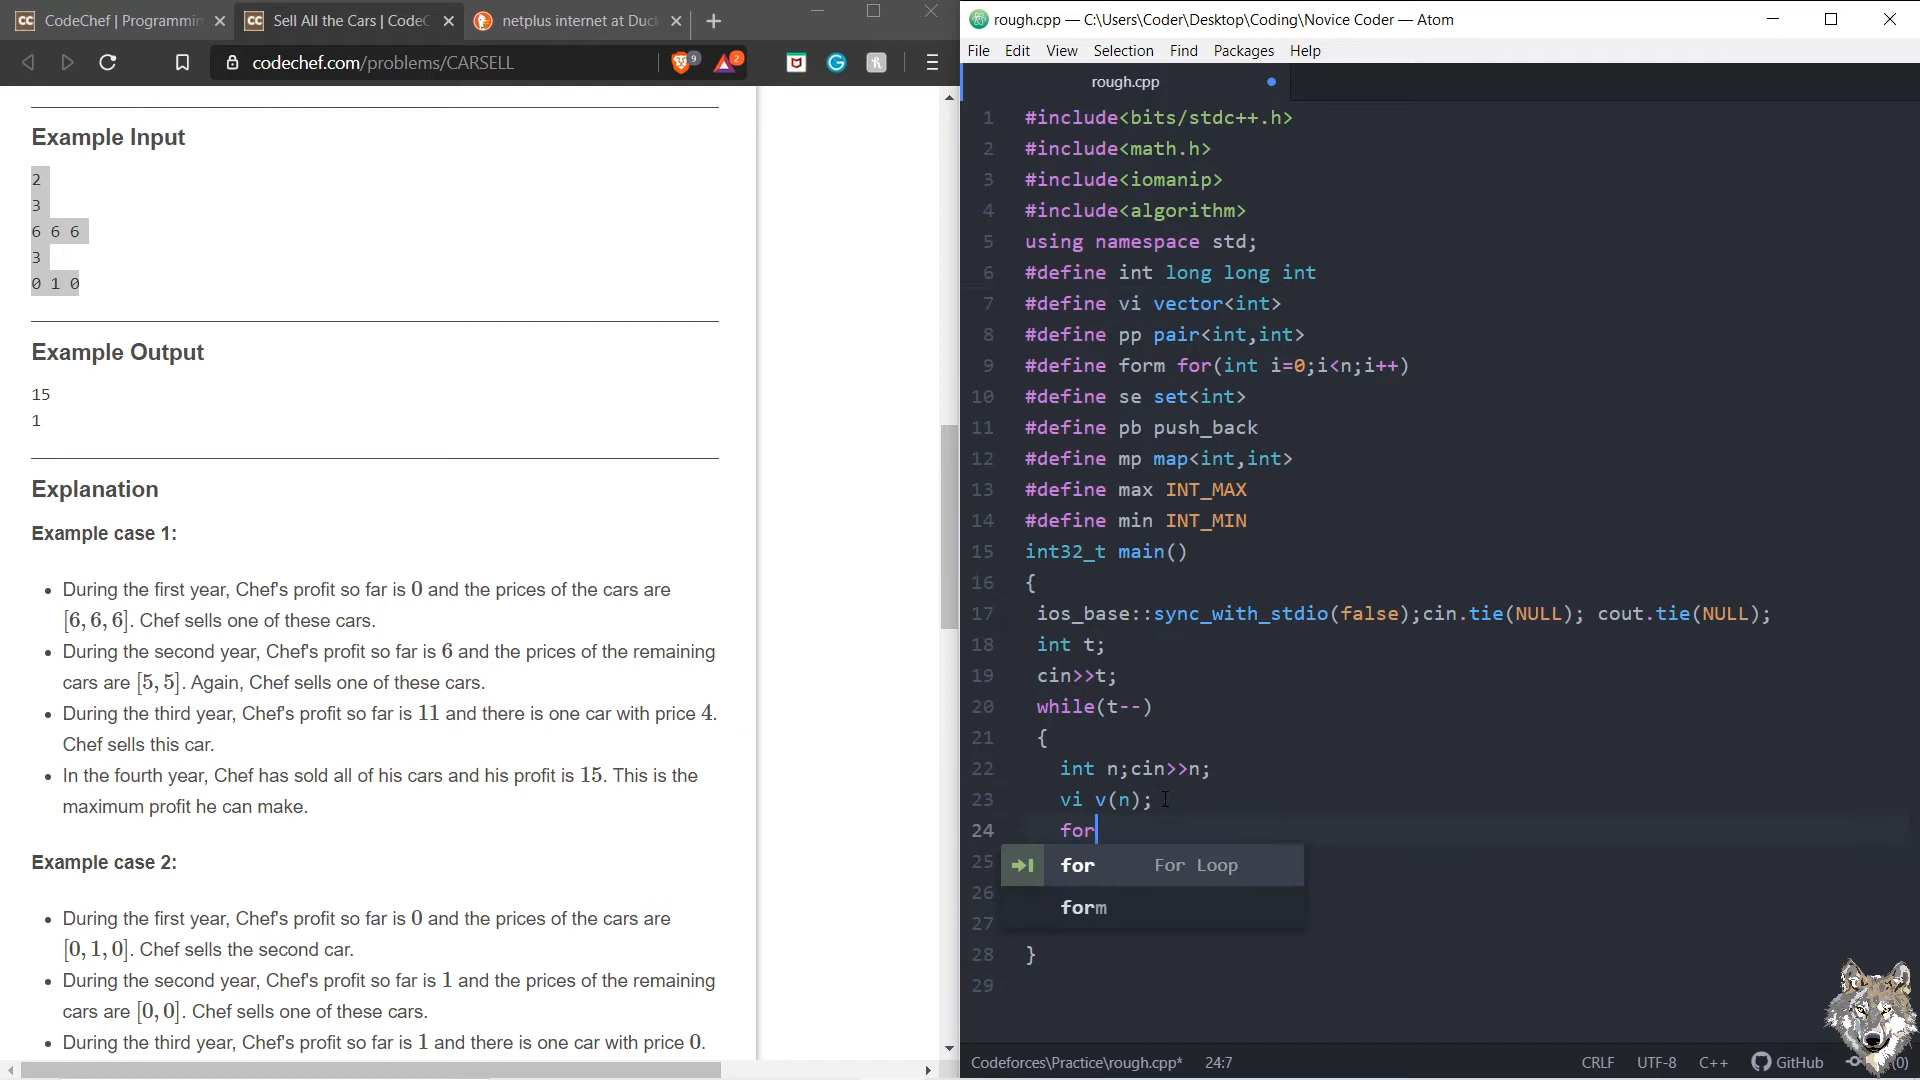 CodeChef | Programmin
Sell All the Cars | CodeC
netplus internet at Duc
codechef.com/problems/CARSELL
9
2
Example Input
2
3
6 6 6
3
0 1 0
Example Output
15
1
Explanation
Example case 1:
• During the first year, Chef's profit so far is 0 and the prices of the cars are
[6, 6, 6]. Chef sells one of these cars.
• During the second year, Chef's profit so far is 6 and the prices of the remaining
cars are [5, 5]. Again, Chef sells one of these cars.
• During the third year, Chef's profit so far is 11 and there is one car with price 4.
Chef sells this car.
• In the fourth year, Chef has sold all of his cars and his profit is 15. This is the
maximum profit he can make.
Example case 2:
• During the first year, Chef's profit so far is 0 and the prices of the cars are
[0, 1, 0]. Chef sells the second car.
• During the second year, Chef's profit so far is 1 and the prices of the remaining
cars are [0, 0]. Chef sells one of these cars.
• During the third year, Chef's profit so far is 1 and there is one car with price 0.
rough.cpp — C:\Users\Coder\Desktop\Coding\Novice Coder — Atom
File Edit View Selection Find Packages Help
rough.cpp
1 #include<bits/stdc++.h>
2 #include<math.h>
3 #include<iomanip>
4 #include<algorithm>
5 using namespace std;
6 #define int long long int
7 #define vi vector<int>
8 #define pp pair<int,int>
9 #define form for(int i=0;i<n;i++)
10 #define se set<int>
11 #define pb push_back
12 #define mp map<int,int>
13 #define max INT_MAX
14 #define min INT_MIN
15 int32_t main()
16 {
17 ios_base::sync_with_stdio(false);cin.tie(NULL); cout.tie(NULL);
18 int t;
19 cin>>t;
20 while(t--)
21 {
22 int n;cin>>n;
23 vi v(n);
24 for
25 for For Loop
26 form
27
28 }
29
Codeforces\Practice\rough.cpp* 24:7 CRLF UTF-8 C++ GitHub (0)